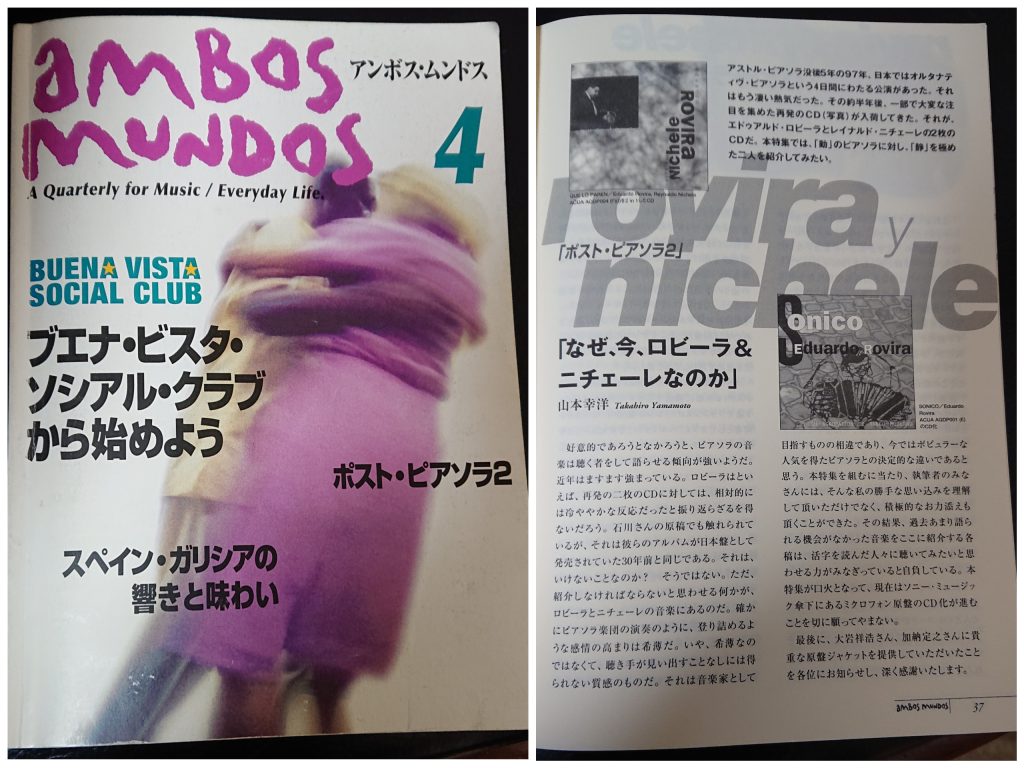 aMBOS
MUNDOS
アンボス・ムンドス
4
A Quarterly for Music / Everyday Life.
BUENA VISTA
SOCIAL CLUB
ブエナ・ビスタ・
ソシアル・クラブ
から始めよう
ポスト・ピアソラ2
スペイン・ガリシアの
響きと味わい
アストル・ピアソラ没後5年の97年、日本ではオルタナテ
ィヴ・ピアソラという4日間にわたる公演があった。それ
はもう凄い熱気だった。その約半年後、一部で大変な注
目を集めた再発のCD(写真)が入荷してきた。それが、
エドゥアルド・ロビーラとレイナルド・ニチェーレの2枚の
CDだ。本特集では、「動」のピアソラに対し、「静」を極め
た二人を紹介してみたい。
ROVIRA
Nichele
QUE LO PAREN／Eduardo Rovira, Reynaldo Nichele
rovira y
nichele
「ポスト・ピアソラ2」
Sonico
Eduardo Rovira
「なぜ、今、ロビーラ＆
ニチェーレなのか」
山本幸洋 Takahiro Yamamoto
SONICO／Eduardo
Rovira
ACUA AGDP001 (E)
のCD化
好意的であろうとなかろうと、ピアソラの音
楽は聴く者をして語らせる傾向が強いようだ。
近年はますます強まっている。ロビーラはとい
えば、再発の二枚のCDに対しては、相対的に
は冷ややかな反応だったと振り返らざるを得
ないだろう。石川さんの原稿でも触れられて
いるが、それは彼らのアルバムが日本盤として
発売されていた30年前と同じである。それは、
いけないことなのか？ そうではない。ただ、
紹介しなければならないと思わせる何かが、
ロビーラとニチェーレの音楽にあるのだ。確か
にピアソラ楽団の演奏のように、登り詰めるよ
うな感情の高まりは希薄だ。いや、希薄なの
ではなくて、聴き手が見い出すことなしには得
られない質感のものだ。それは音楽家として
目指すものの相違であり、今ではポピュラーな
人気を得たピアソラとの決定的な違いであると
思う。本特集を組むに当たり、執筆者のみな
さんには、そんな私の勝手な思い込みを理解
して頂いただけでなく、積極的なお力添えも
頂くことができた。その結果、過去あまり語ら
れる機会がなかった音楽をここに紹介する各
稿は、活字を読んだ人々に聴いてみたいと思
わせる力がみなぎっていると自負している。本
特集が口火となって、現在はソニー・ミュージッ
ク傘下にあるミクロフォン原盤のCD化が進む
ことを切に願ってやまない。
最後に、大岩祥浩さん、加納定之さんに貴
重な原盤ジャケットを提供していただいたこと
を各位にお知らせし、深く感謝いたします。
aMBOS MUNDOS
37